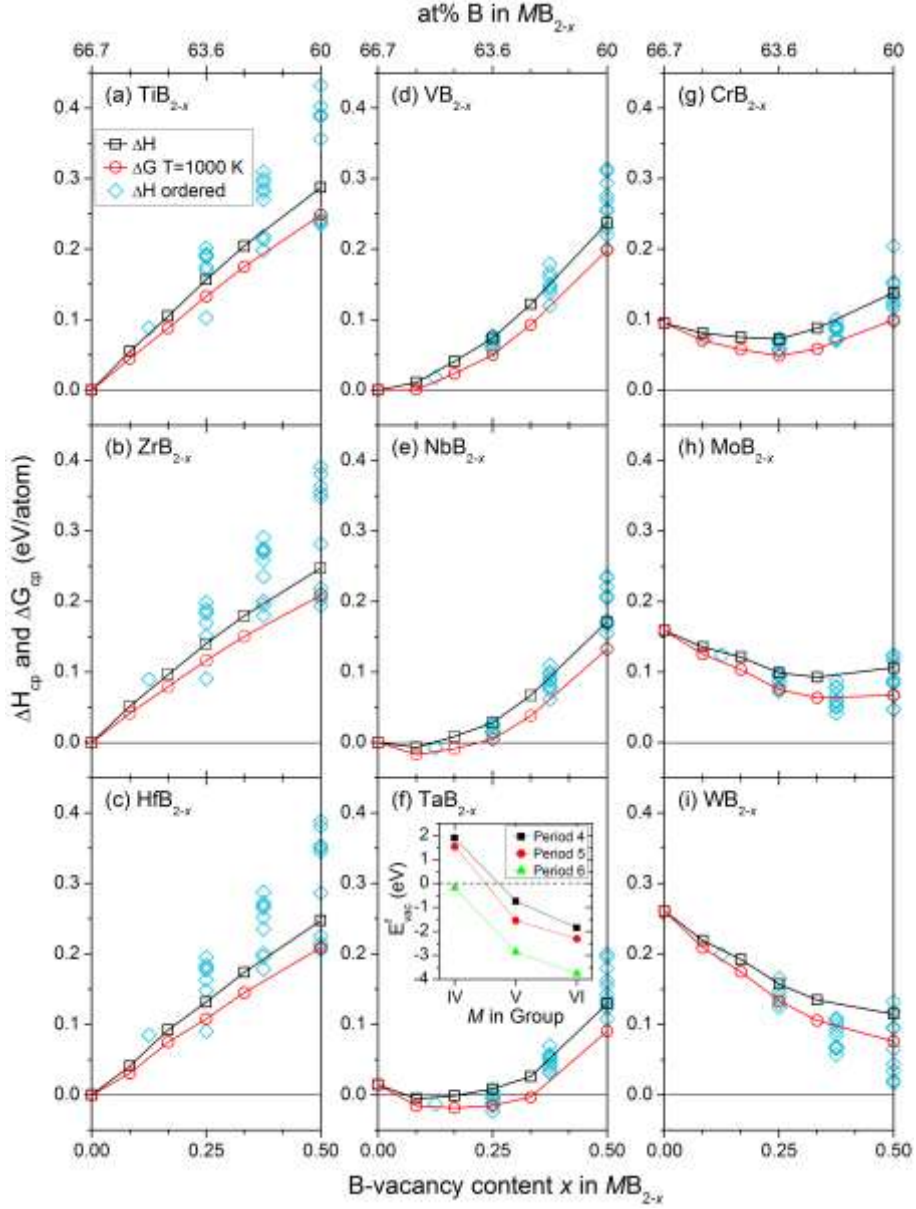 at% B in MB2-x
66.7 63.6 60 66.7 63.6 60 66.7 63.6 60
(a) TiB2-x
(d) VB2-x
(g) CrB2-x
ΔH
ΔG T=1000 K
ΔH ordered
0.4
0.3
0.2
0.1
0.0
(b) ZrB2-x
(e) NbB2-x
(h) MoB2-x
0.4
0.3
0.2
0.1
0.0
ΔHcp and ΔGcp (eV/atom)
(c) HfB2-x
(f) TaB2-x
(i) WB2-x
0.4
0.3
0.2
0.1
0.0
Period 4
Period 5
Period 6
2
1
0
-1
-2
-3
-4
E^f_vac (eV)
IV V VI
M in Group
0.00 0.25 0.50 0.00 0.25 0.50 0.00 0.25 0.50
B-vacancy content x in MB2-x